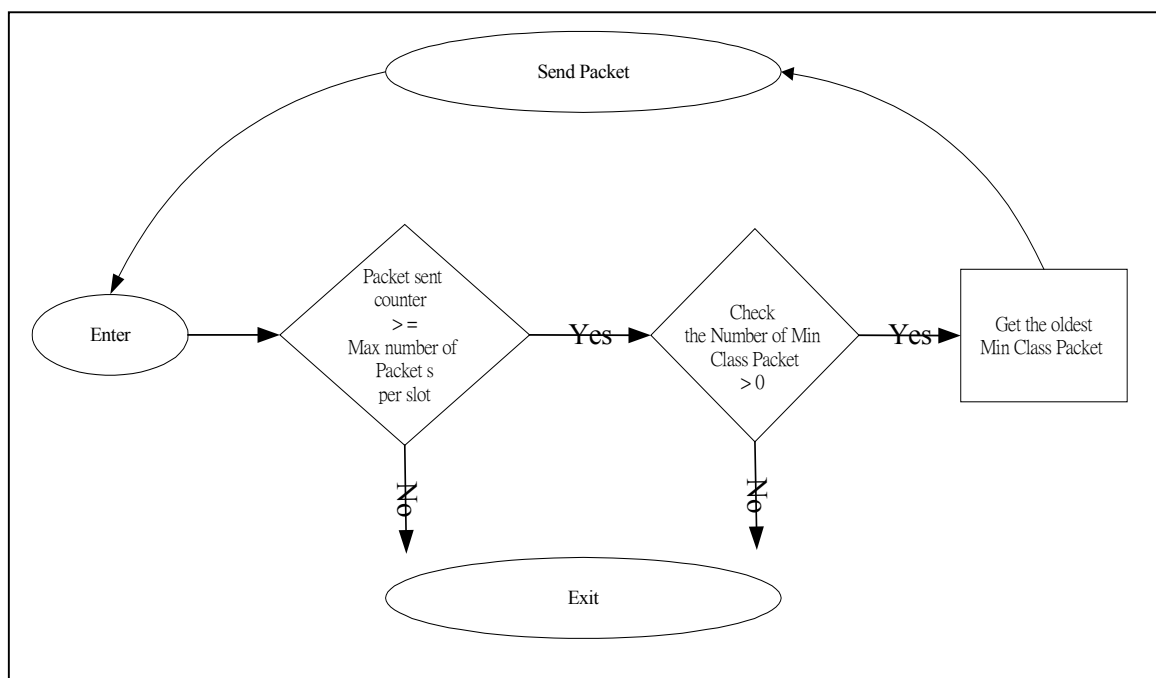 Send Packet
Enter
Packet sent
counter
> =
Max number of
Packet s
per slot
Yes
Check
the Number of Min
Class Packet
> 0
Yes
Get the oldest
Min Class Packet
No
No
Exit